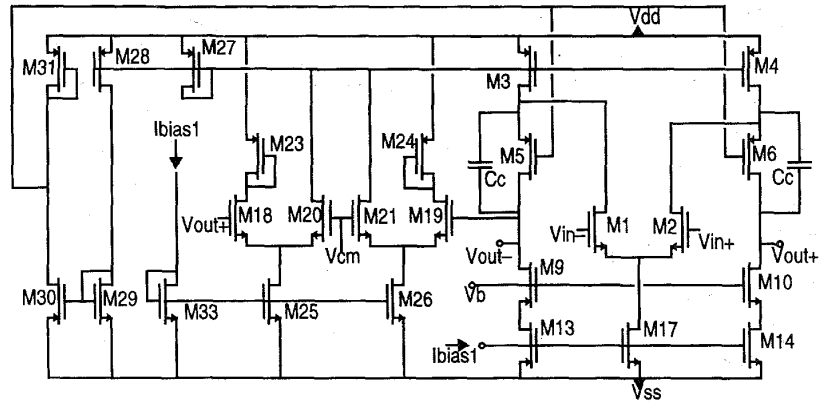 Vdd
M31
M28
M27
M3
M4
Ibias1
M23
M24
M5
M6
Cc
Cc
M18
M20
M21
M19
M1
M2
Vout+
Vcm
Vin-
Vin+
Vout-
Vout+
M9
M10
Vb
M30
M29
M33
M25
M26
M13
M17
M14
Ibias1
Vss